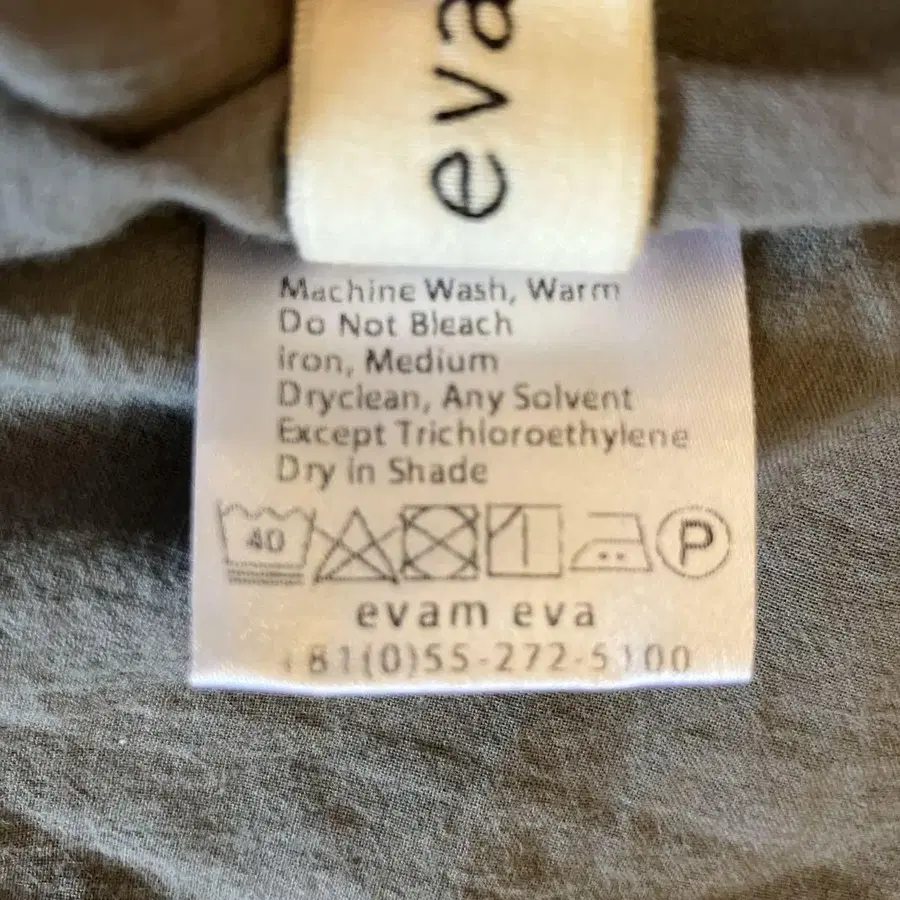 eva
Machine Wash, Warm
Do Not Bleach
iron, Medium
Dryclean, Any Solvent
Except Trichloroethylene
Dry in Shade
40
P
evam eva
+81(0)55-272-5100